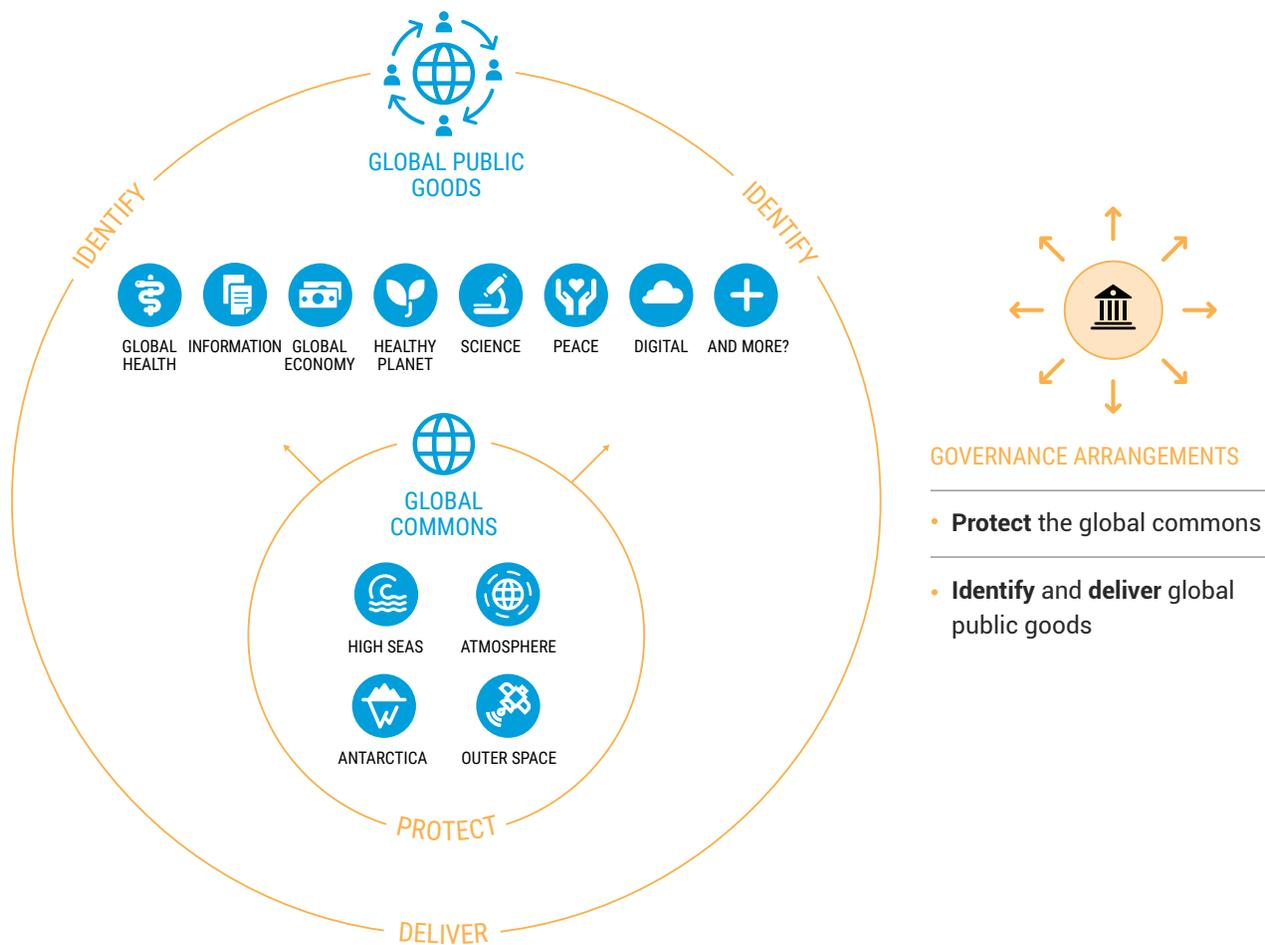 GLOBAL PUBLIC
GOODS
IDENTIFY
IDENTIFY
GLOBAL
HEALTH
INFORMATION
GLOBAL
ECONOMY
HEALTHY
PLANET
SCIENCE
PEACE
DIGITAL
AND MORE?
GLOBAL
COMMONS
HIGH SEAS
ATMOSPHERE
ANTARCTICA
OUTER SPACE
PROTECT
DELIVER
GOVERNANCE ARRANGEMENTS
• Protect the global commons
• Identify and deliver global
public goods